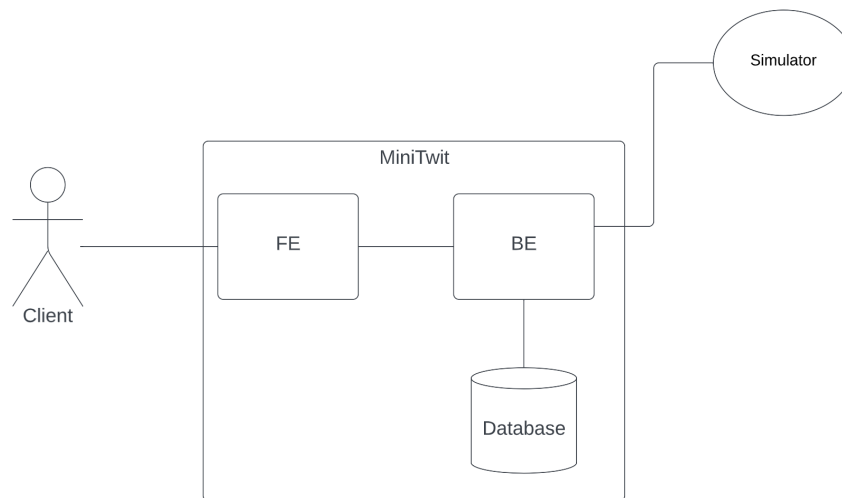 Simulator
MiniTwit
FE
BE
Client
Database